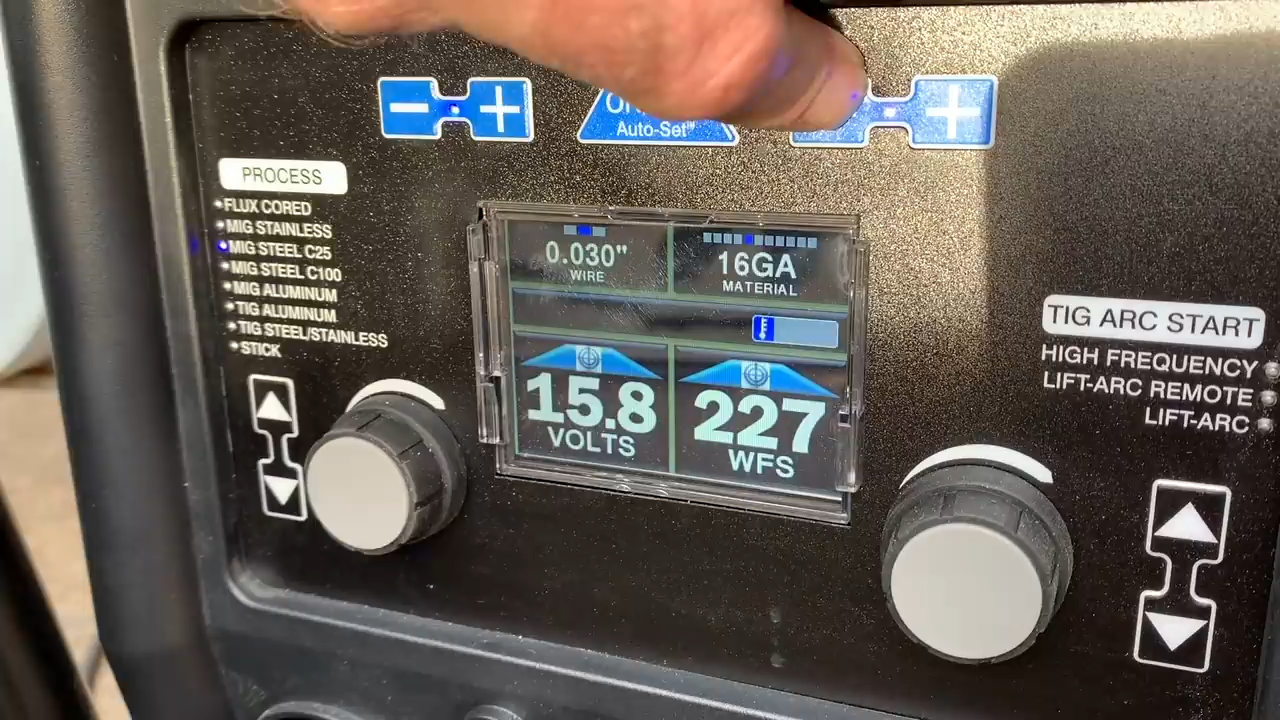 Auto-Set™
PROCESS
FLUX CORED
MIG STAINLESS
MIG STEEL C25
MIG STEEL C100
MIG ALUMINUM
TIG ALUMINUM
TIG STEEL/STAINLESS
STICK
0.030"
WIRE
16GA
MATERIAL
15.8
VOLTS
227
WFS
TIG ARC START
HIGH FREQUENCY
LIFT-ARC REMOTE
LIFT-ARC